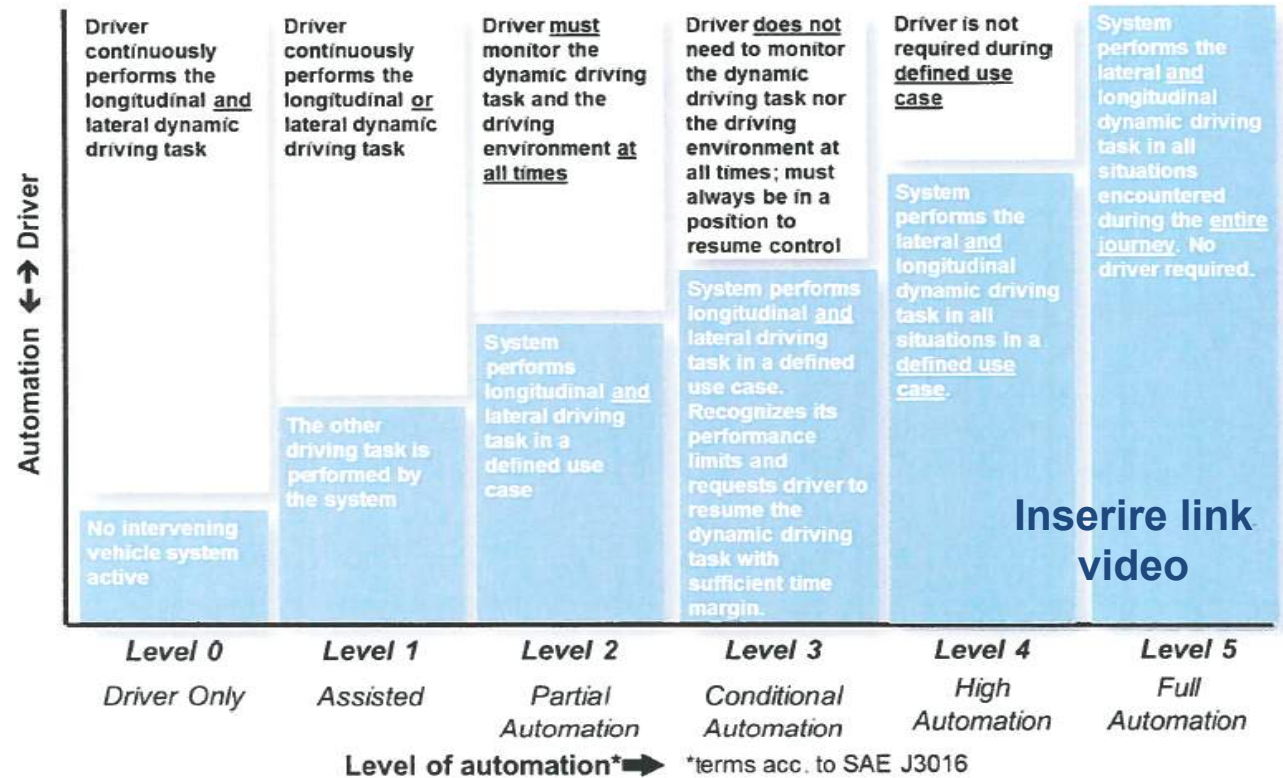 Driver
continuously
performs the
longitudinal and
lateral dynamic
driving task
Driver
continuously
performs the
longitudinal or
lateral dynamic
driving task
Driver must
monitor the
dynamic driving
task and the
driving
environment at
all times
Driver does not
need to monitor
the dynamic
driving task nor
the driving
environment at
all times; must
always be in a
position to
resume control
Driver is not
required during
defined use
case
System
performs the
lateral and
longitudinal
dynamic driving
task in all
situations
encountered
during the entire
journey. No
driver required.
No intervening
vehicle system
active
The other
driving task is
performed by
the system
System
performs
longitudinal and
lateral driving
task in a
defined use
case
System performs
longitudinal and
lateral driving
task in a defined
use case.
Recognizes its
performance
limits and
requests driver to
resume the
dynamic driving
task with
sufficient time
margin.
System
performs the
lateral and
longitudinal
dynamic driving
task in all
situations in a
defined use
case.
Inserire link
video
Automation ←→ Driver
Level 0
Driver Only
Level 1
Assisted
Level 2
Partial
Automation
Level 3
Conditional
Automation
Level 4
High
Automation
Level 5
Full
Automation
Level of automation* *terms acc. to SAE J3016